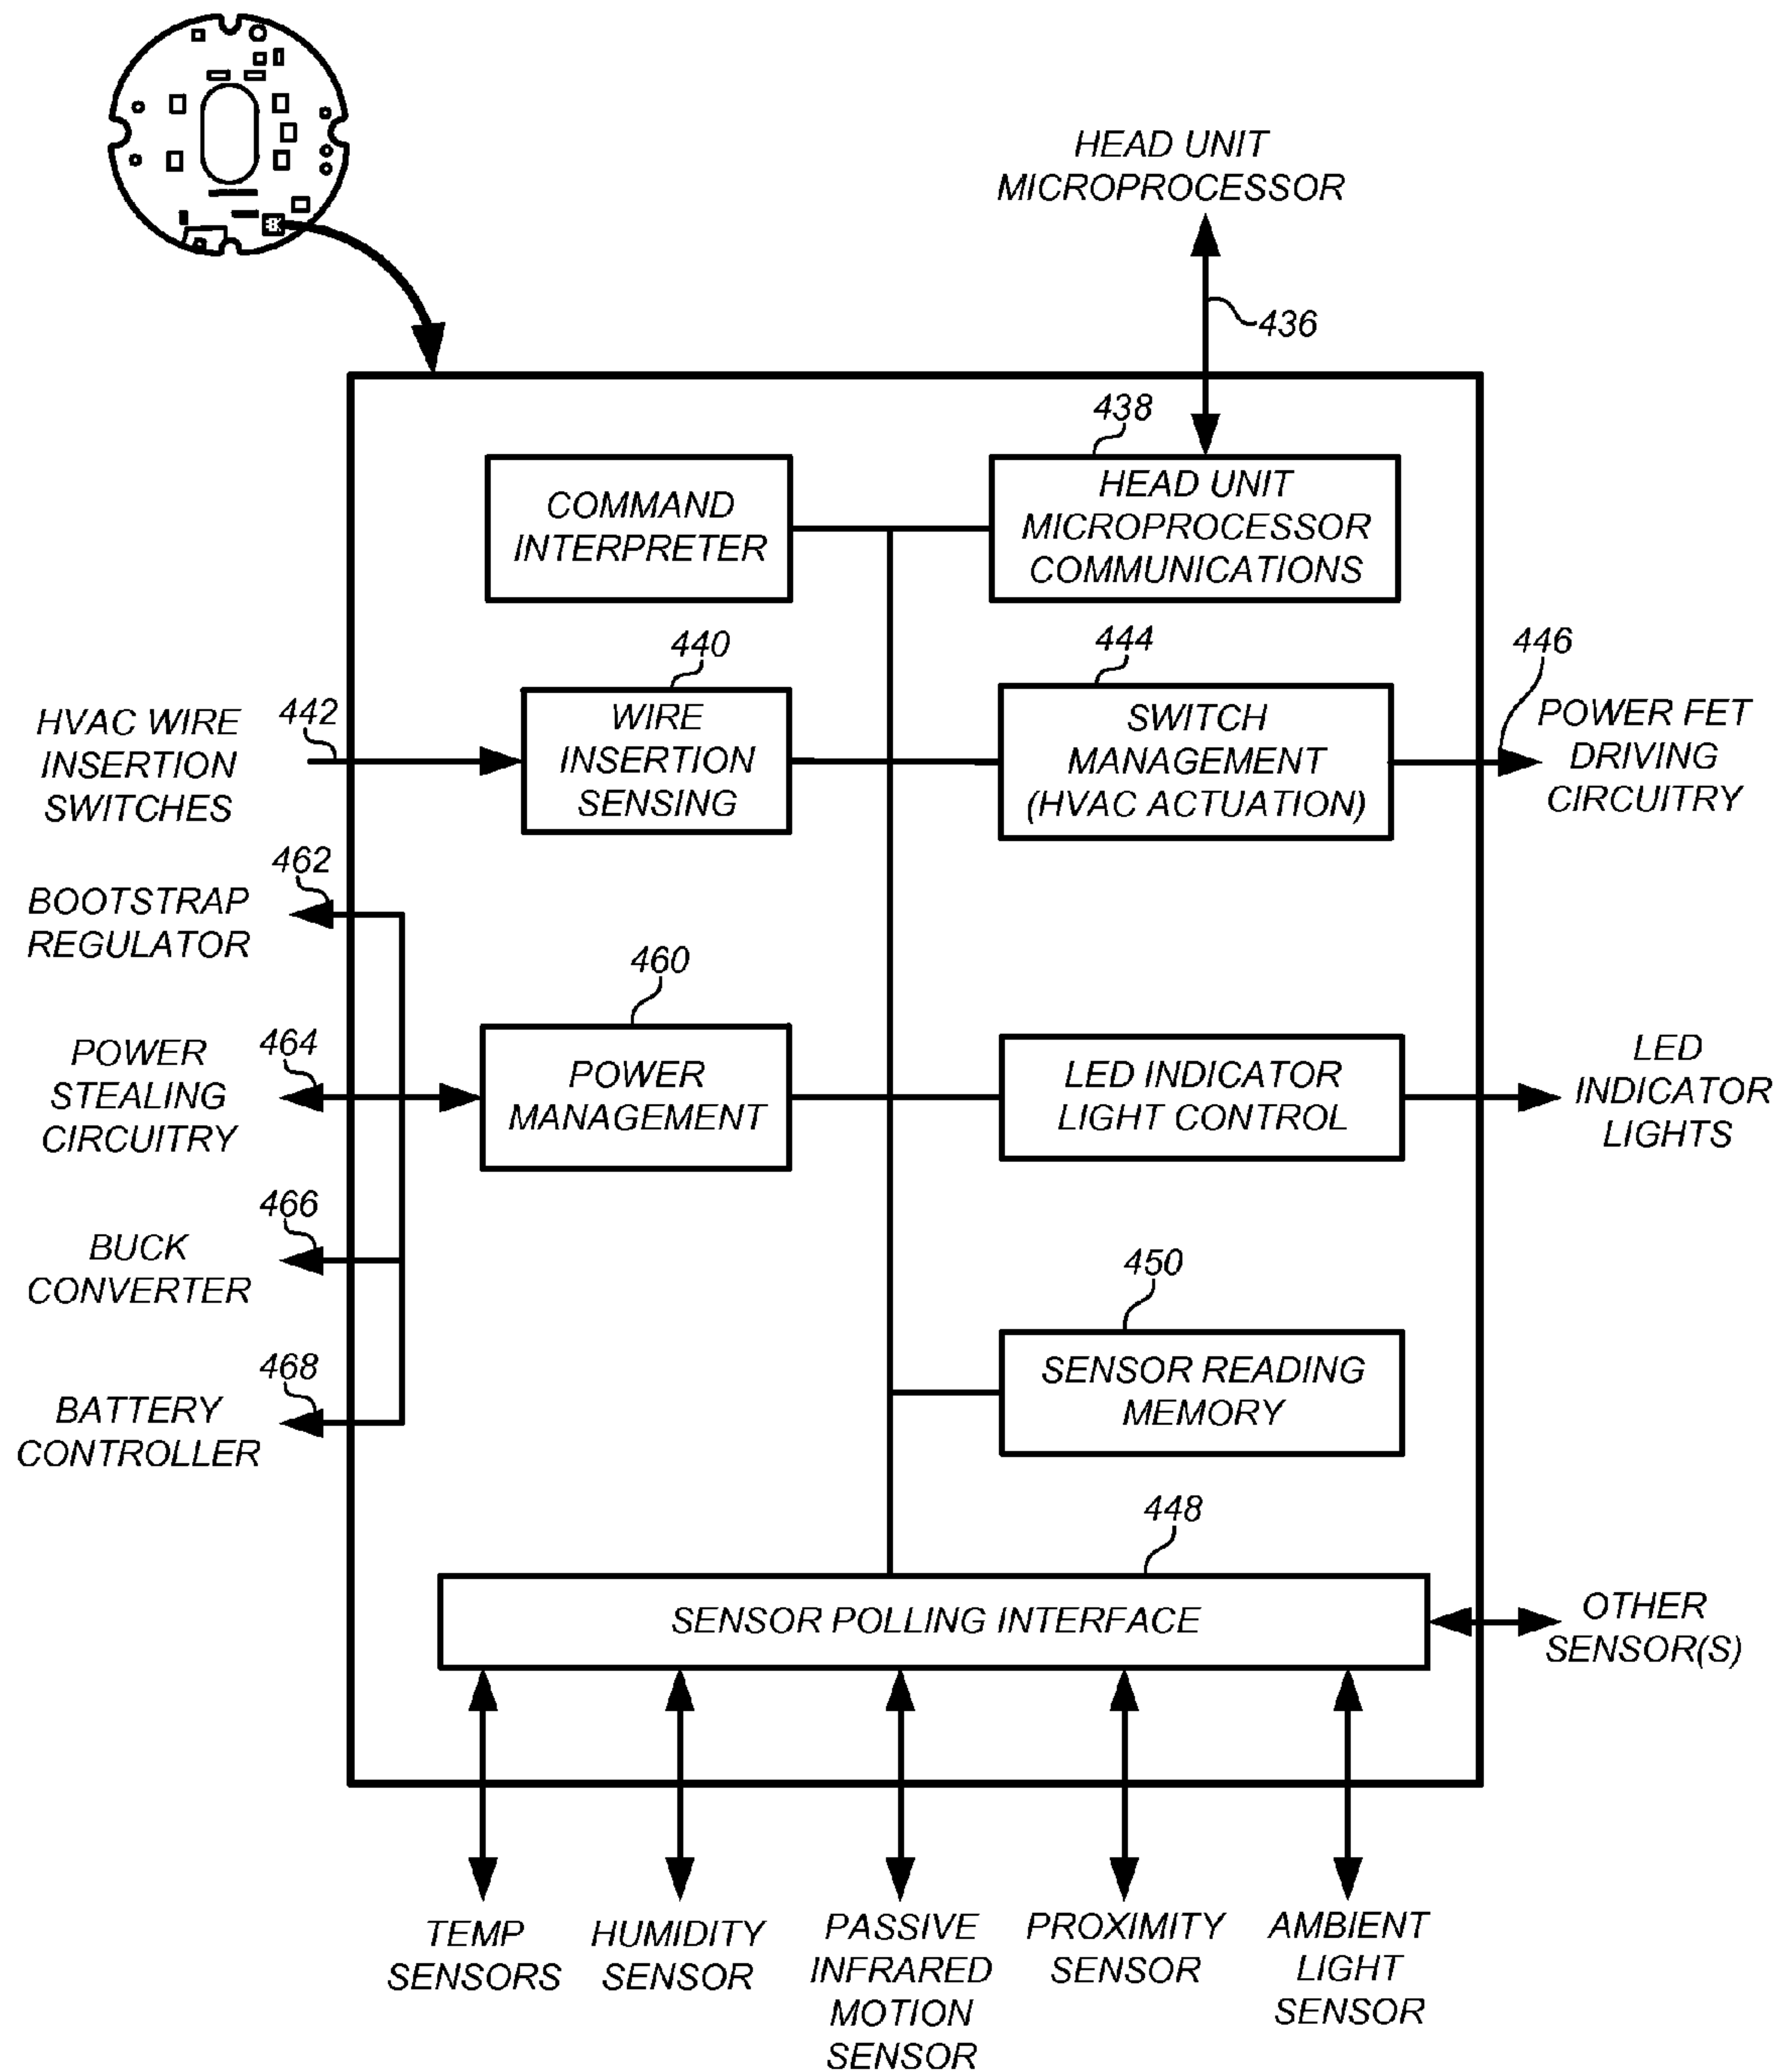 HEAD UNIT
MICROPROCESSOR
436
438
COMMAND
INTERPRETER
HEAD UNIT
MICROPROCESSOR
COMMUNICATIONS
440
444
446
HVAC WIRE
INSERTION
SWITCHES
442
WIRE
INSERTION
SENSING
SWITCH
MANAGEMENT
(HVAC ACTUATION)
POWER FET
DRIVING
CIRCUITRY
462
BOOTSTRAP
REGULATOR
460
POWER
STEALING
CIRCUITRY
464
POWER
MANAGEMENT
LED INDICATOR
LIGHT CONTROL
LED
INDICATOR
LIGHTS
466
BUCK
CONVERTER
450
SENSOR READING
MEMORY
468
BATTERY
CONTROLLER
448
SENSOR POLLING INTERFACE
OTHER
SENSOR(S)
TEMP
SENSORS
HUMIDITY
SENSOR
PASSIVE
INFRARED
MOTION
SENSOR
PROXIMITY
SENSOR
AMBIENT
LIGHT
SENSOR